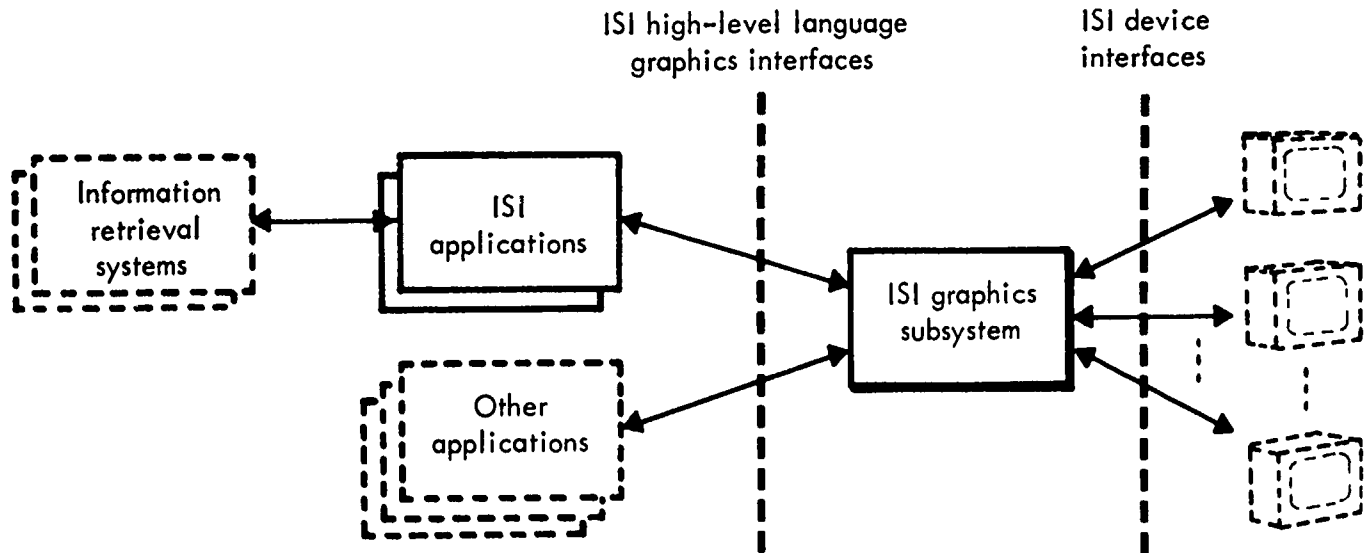 ISI high-level language
graphics interfaces
ISI device
interfaces
Information
retrieval
systems
ISI
applications
ISI graphics
subsystem
Other
applications